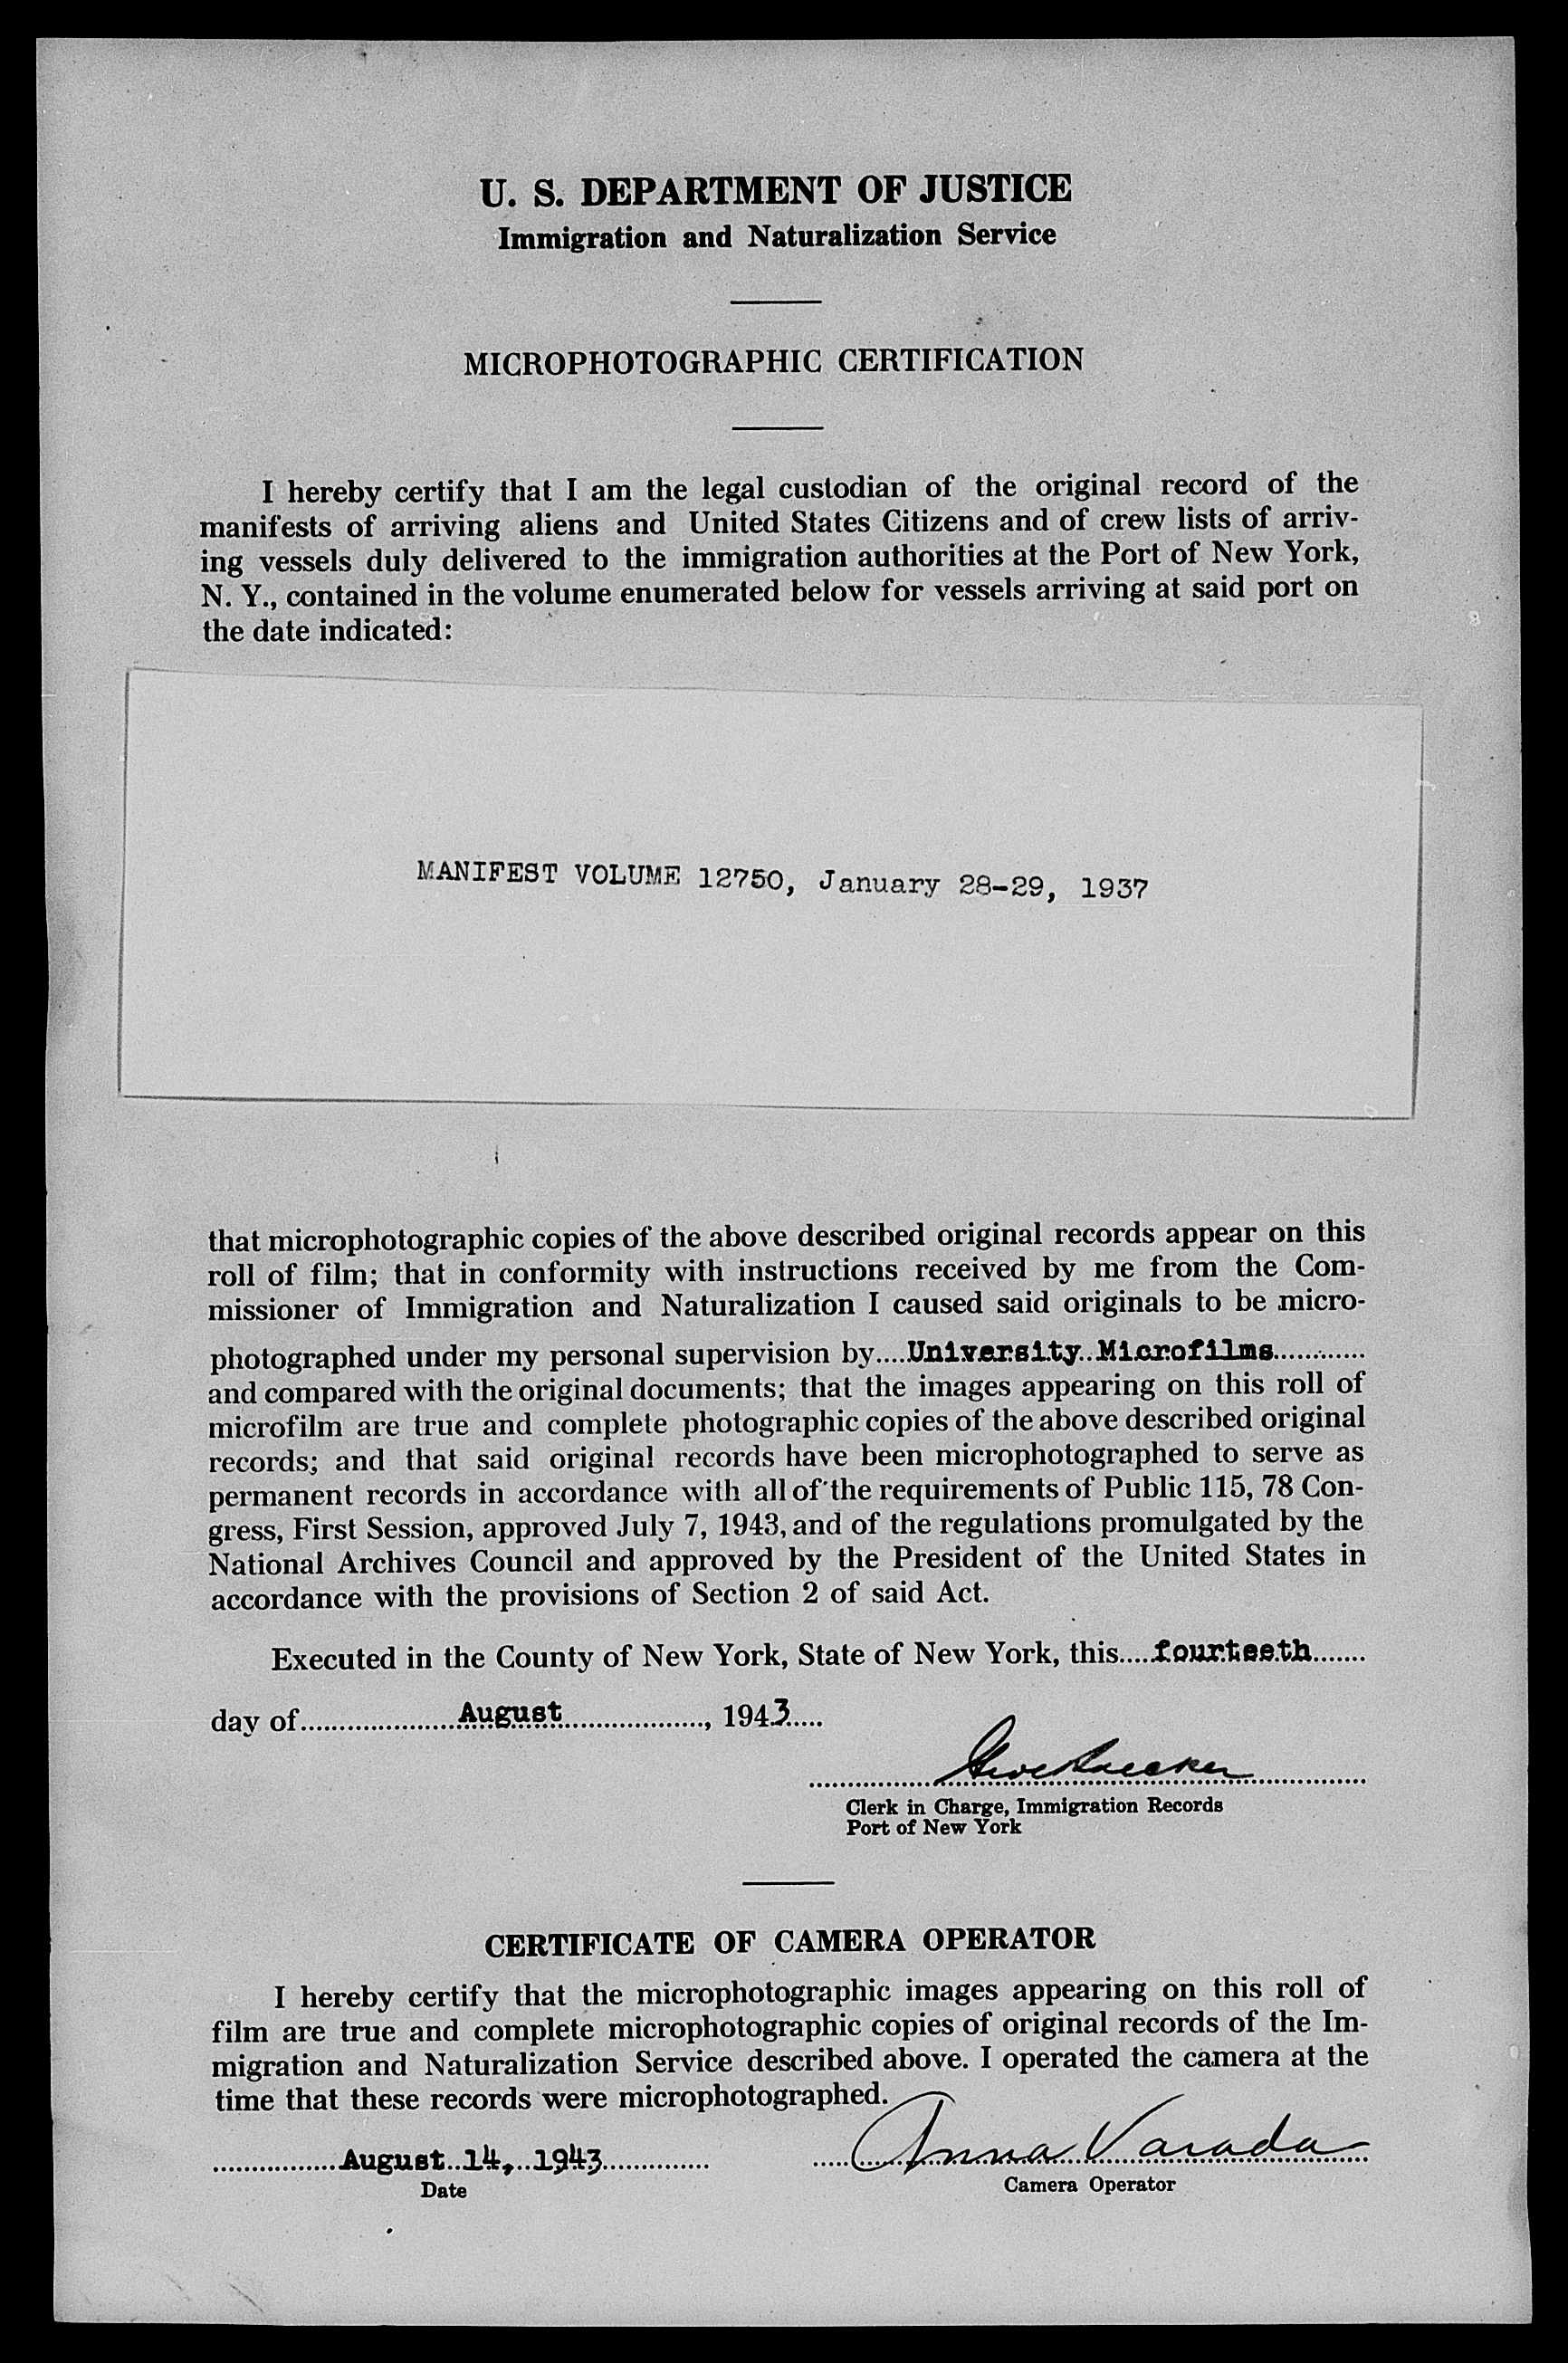 U. S. DEPARTMENT OF JUSTICE
Immigration and Naturalization Service
MICROPHOTOGRAPHIC CERTIFICATION
I hereby certify that I am the legal custodian of the original record of the
manifests of arriving aliens and United States Citizens and of crew lists of arriv-
ing vessels duly delivered to the immigration authorities at the Port of New York,
N. Y., contained in the volume enumerated below for vessels arriving at said port on
the date indicated:
MANIFEST VOLUME 12750, January 28-29, 1937
that microphotographic copies of the above described original records appear on this
roll of film; that in conformity with instructions received by me from the Com-
missioner of Immigration and Naturalization I caused said originals to be micro-
photographed under my personal supervision by....University Microfilms............
and compared with the original documents; that the images appearing on this roll of
microfilm are true and complete photographic copies of the above described original
records; and that said original records have been microphotographed to serve as
permanent records in accordance with all of the requirements of Public 115, 78 Con-
gress, First Session, approved July 7, 1943, and of the regulations promulgated by the
National Archives Council and approved by the President of the United States in
accordance with the provisions of Section 2 of said Act.
Executed in the County of New York, State of New York, this.....fourteeth.......
day of.....................August..................., 1943.....
Clerk in Charge, Immigration Records
Port of New York
CERTIFICATE OF CAMERA OPERATOR
I hereby certify that the microphotographic images appearing on this roll of
film are true and complete microphotographic copies of original records of the Im-
migration and Naturalization Service described above. I operated the camera at the
time that these records were microphotographed.
................August 14, 1943.............. Anna Varada
Date
Camera Operator